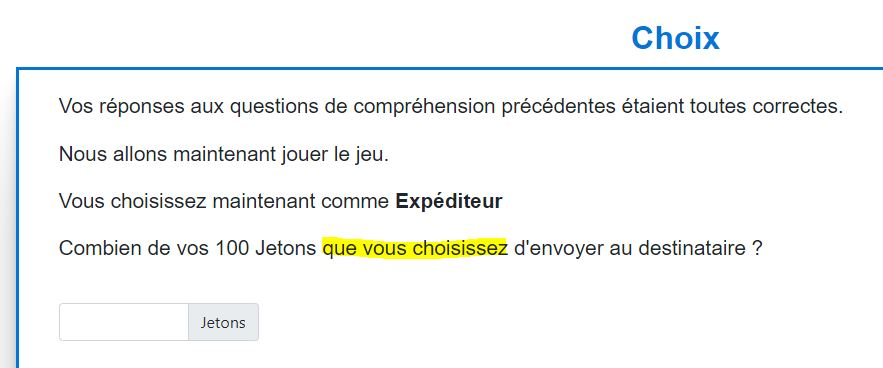 Choix
Vos réponses aux questions de compréhension précédentes étaient toutes correctes.
Nous allons maintenant jouer le jeu.
Vous choisissez maintenant comme Expéditeur
Combien de vos 100 Jetons que vous choisissez d'envoyer au destinataire ?
Jetons